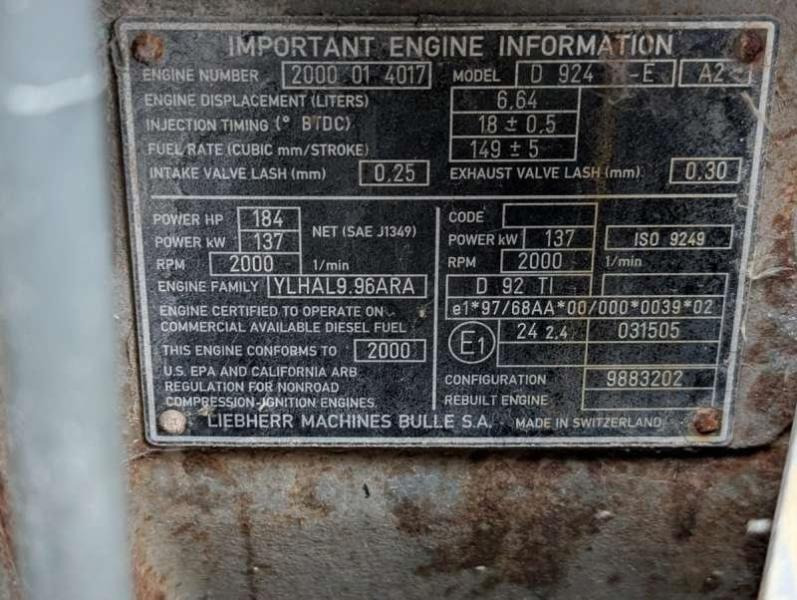 IMPORTANT ENGINE INFORMATION
ENGINE NUMBER 2000 01 4017 MODEL D 924 -E A2
ENGINE DISPLACEMENT (LITERS) 6,64
INJECTION TIMING (° BTDC) 18 ± 0,5
FUEL RATE (CUBIC mm/STROKE) 149 ± 5
INTAKE VALVE LASH (mm) 0.25 EXHAUST VALVE LASH (mm) 0.30
POWER HP 184
POWER kW 137 NET (SAE J1349)
RPM 2000 1/min
ENGINE FAMILY YLHAL9.96ARA
ENGINE CERTIFIED TO OPERATE ON
COMMERCIAL AVAILABLE DIESEL FUEL
THIS ENGINE CONFORMS TO 2000
U.S. EPA AND CALIFORNIA ARB
REGULATION FOR NONROAD
COMPRESSION-IGNITION ENGINES.
CODE
POWER kW 137 ISO 9249
RPM 2000 1/min
D 92 TI
e1*97/68AA*00/000*0039*02
E1 24 2,4 031505
CONFIGURATION 9883202
REBUILT ENGINE
LIEBHERR MACHINES BULLE S.A. MADE IN SWITZERLAND